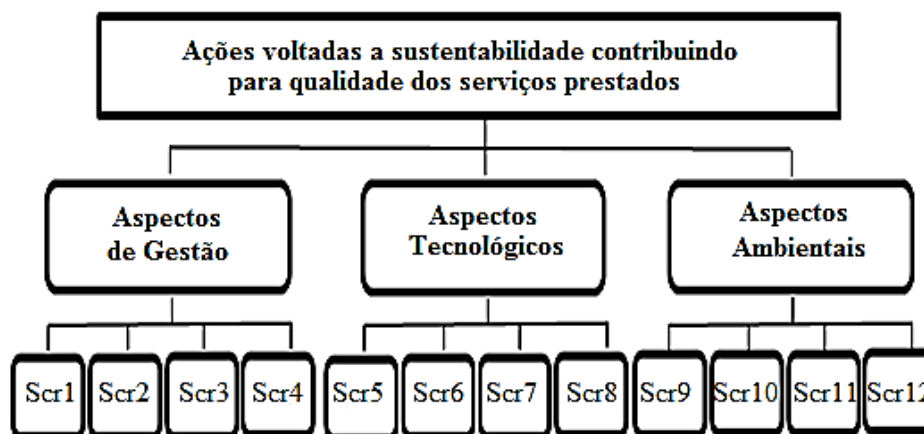 Ações voltadas a sustentabilidade contribuindo
para qualidade dos serviços prestados
Aspectos
de Gestão
Aspectos
Tecnológicos
Aspectos
Ambientais
Scr1
Scr2
Scr3
Scr4
Scr5
Scr6
Scr7
Scr8
Scr9
Scr10
Scr11
Scr12